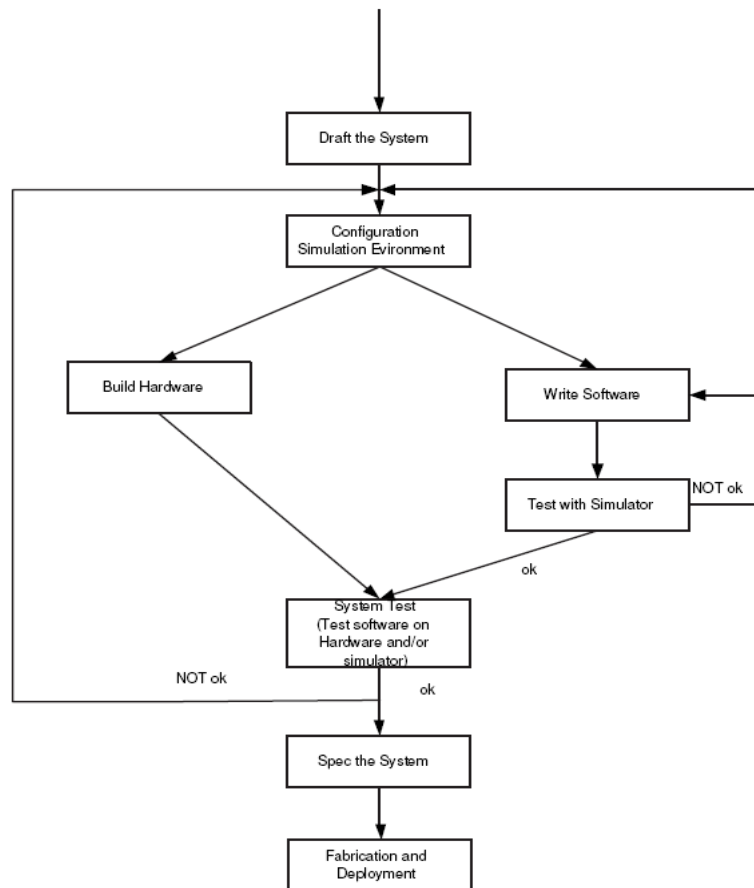 Draft the System
Configuration
Simulation Evironment
Build Hardware
Write Software
Test with Simulator
NOT ok
ok
System Test
(Test software on
Hardware and/or
simulator)
NOT ok
ok
Spec the System
Fabrication and
Deployment